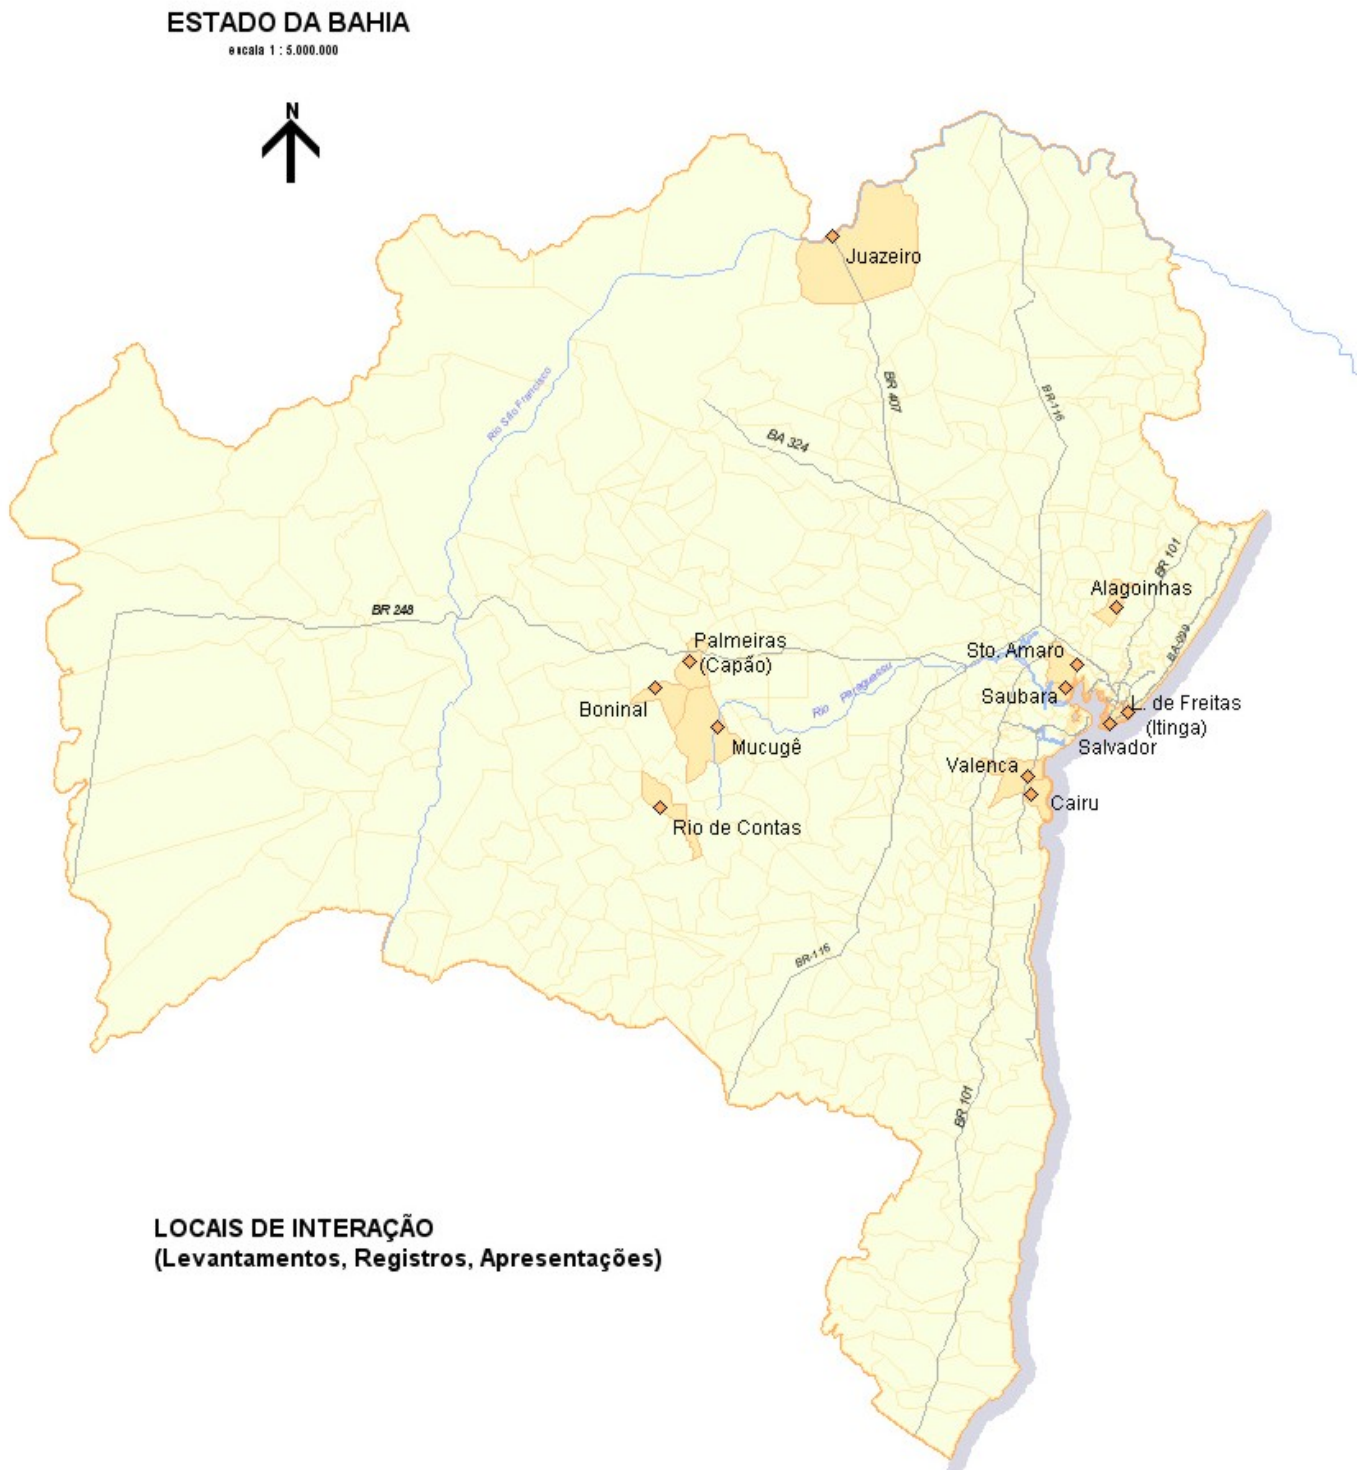 ESTADO DA BAHIA
escala 1 : 5.000.000
N
Juazeiro
Rio São Francisco
BR 407
BR-116
BA 324
BR 101
Alagoinhas
BR 248
BA-099
Palmeiras
(Capão)
Sto. Amaro
Rio Paraguassu
Boninal
Saubara
L. de Freitas
(Itinga)
Mucugê
Salvador
Valenca
Cairu
Rio de Contas
BR-116
BR 101
LOCAIS DE INTERAÇÃO
(Levantamentos, Registros, Apresentações)